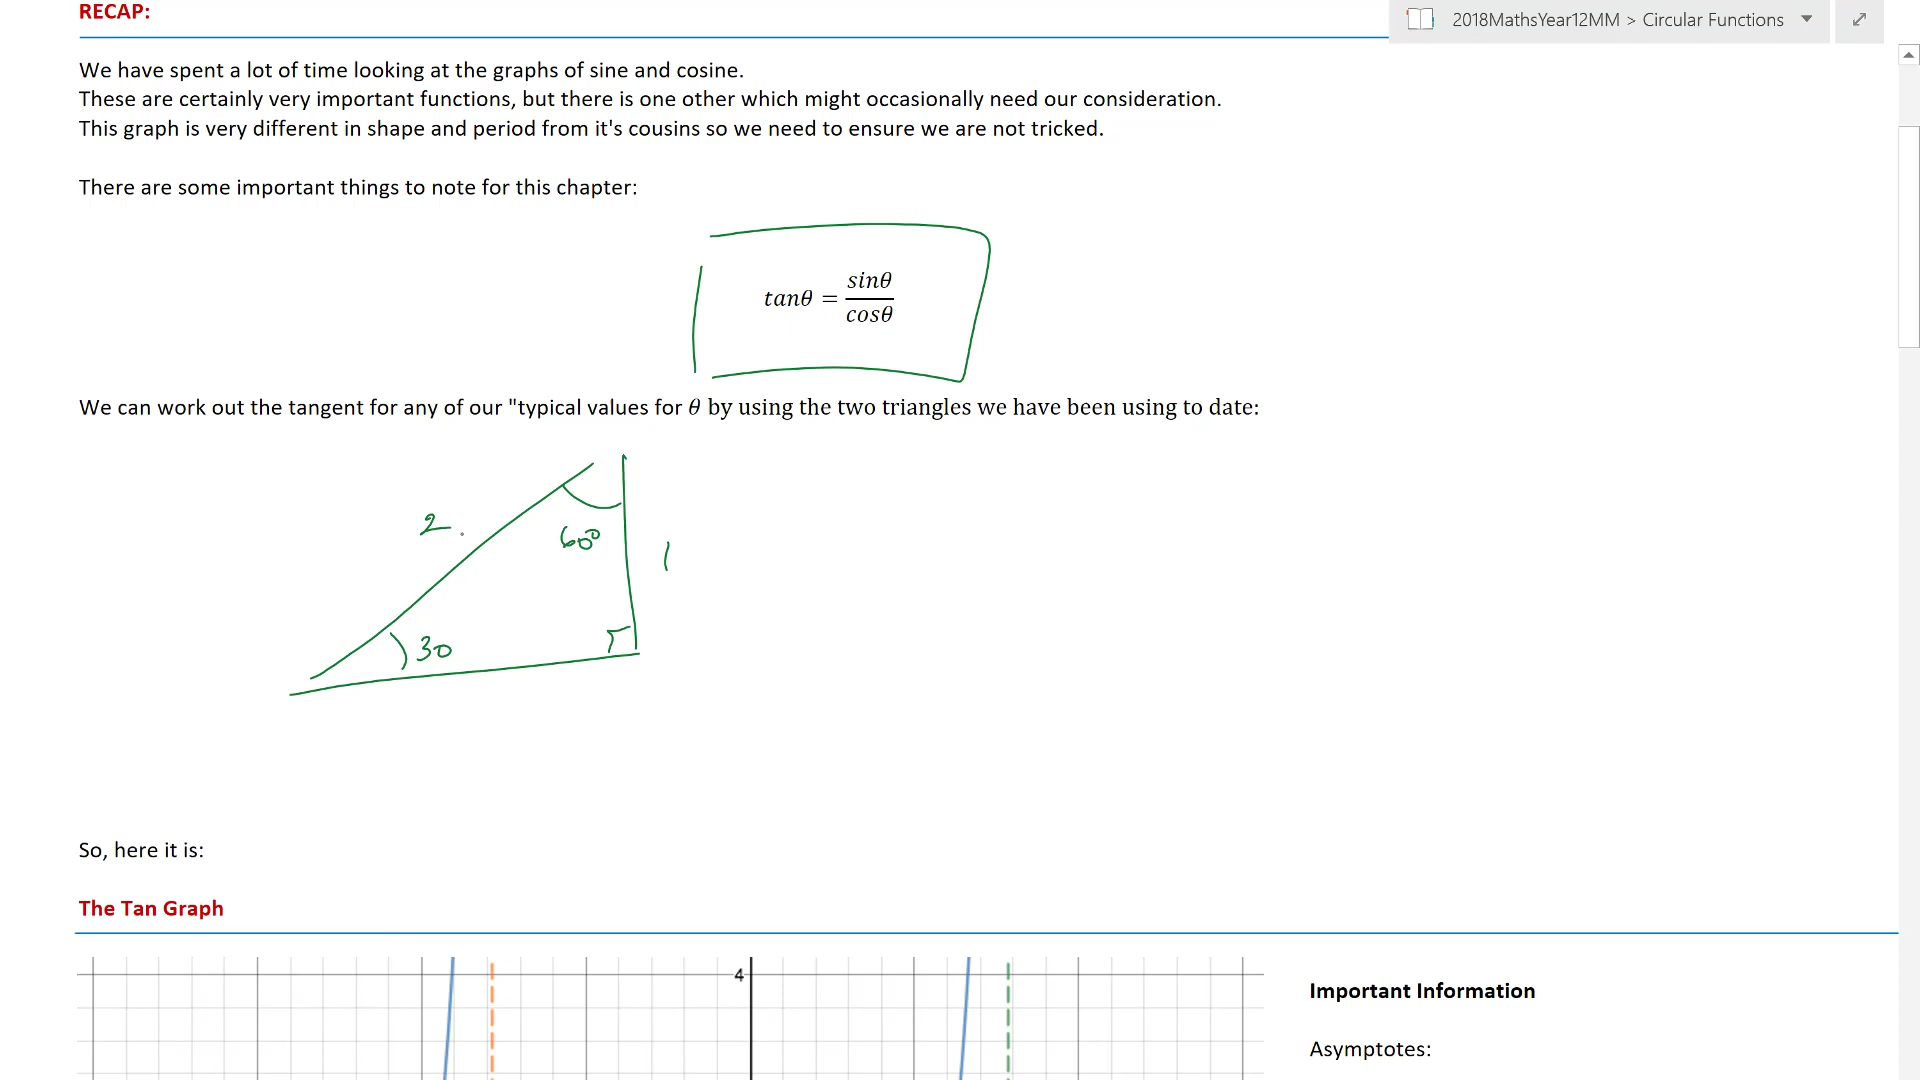 RECAP:
2018MathsYear12MM > Circular Functions
We have spent a lot of time looking at the graphs of sine and cosine.
These are certainly very important functions, but there is one other which might occasionally need our consideration.
This graph is very different in shape and period from it's cousins so we need to ensure we are not tricked.
There are some important things to note for this chapter:
tanθ = sinθ/cosθ
We can work out the tangent for any of our "typical values for θ by using the two triangles we have been using to date:
2
60°
1
30
So, here it is:
The Tan Graph
4
Important Information
Asymptotes: